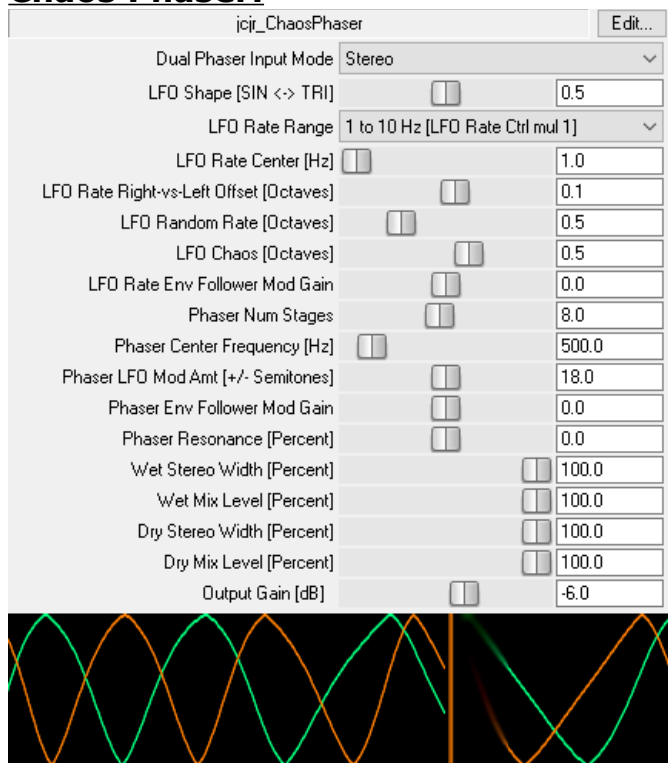 Chaos Phaser:
jcjr_ChaosPhaser Edit...
Dual Phaser Input Mode Stereo
LFO Shape [SIN <-> TRI] 0.5
LFO Rate Range 1 to 10 Hz [LFO Rate Ctrl mul 1]
LFO Rate Center [Hz] 1.0
LFO Rate Right-vs-Left Offset [Octaves] 0.1
LFO Random Rate [Octaves] 0.5
LFO Chaos [Octaves] 0.5
LFO Rate Env Follower Mod Gain 0.0
Phaser Num Stages 8.0
Phaser Center Frequency [Hz] 500.0
Phaser LFO Mod Amt [+/- Semitones] 18.0
Phaser Env Follower Mod Gain 0.0
Phaser Resonance [Percent] 0.0
Wet Stereo Width [Percent] 100.0
Wet Mix Level [Percent] 100.0
Dry Stereo Width [Percent] 100.0
Dry Mix Level [Percent] 100.0
Output Gain [dB] -6.0